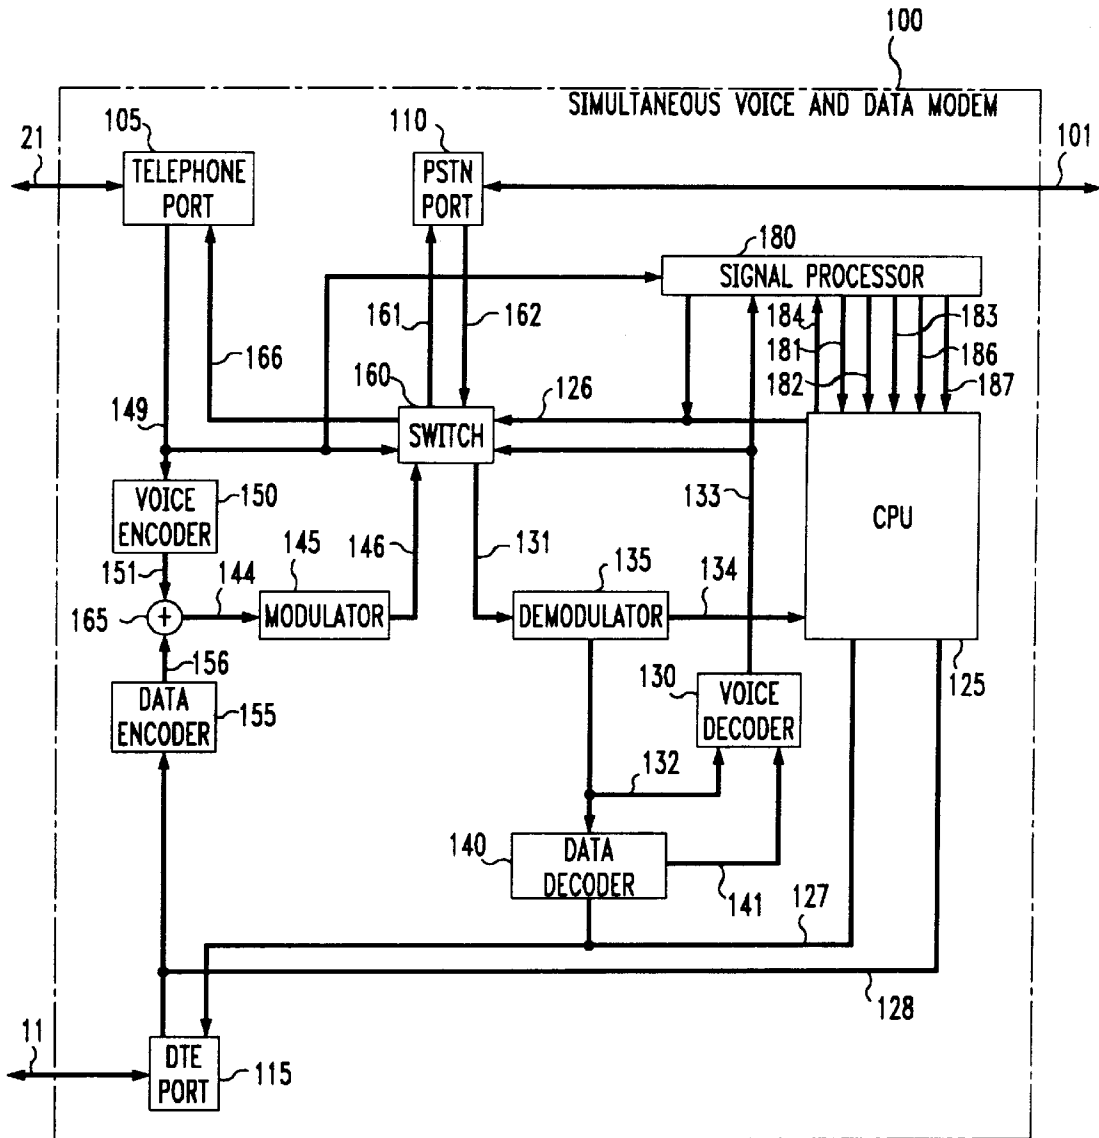 100
SIMULTANEOUS VOICE AND DATA MODEM
105
110
21
101
TELEPHONE
PORT
PSTN
PORT
180
SIGNAL PROCESSOR
161
162
184
183
181
186
166
160
126
182
187
149
SWITCH
133
CPU
VOICE
ENCODER
150
145
146
131
135
134
151
144
165
+
MODULATOR
DEMODULATOR
156
130
125
DATA
ENCODER
155
VOICE
DECODER
132
140
DATA
DECODER
141
127
128
11
DTE
PORT
115